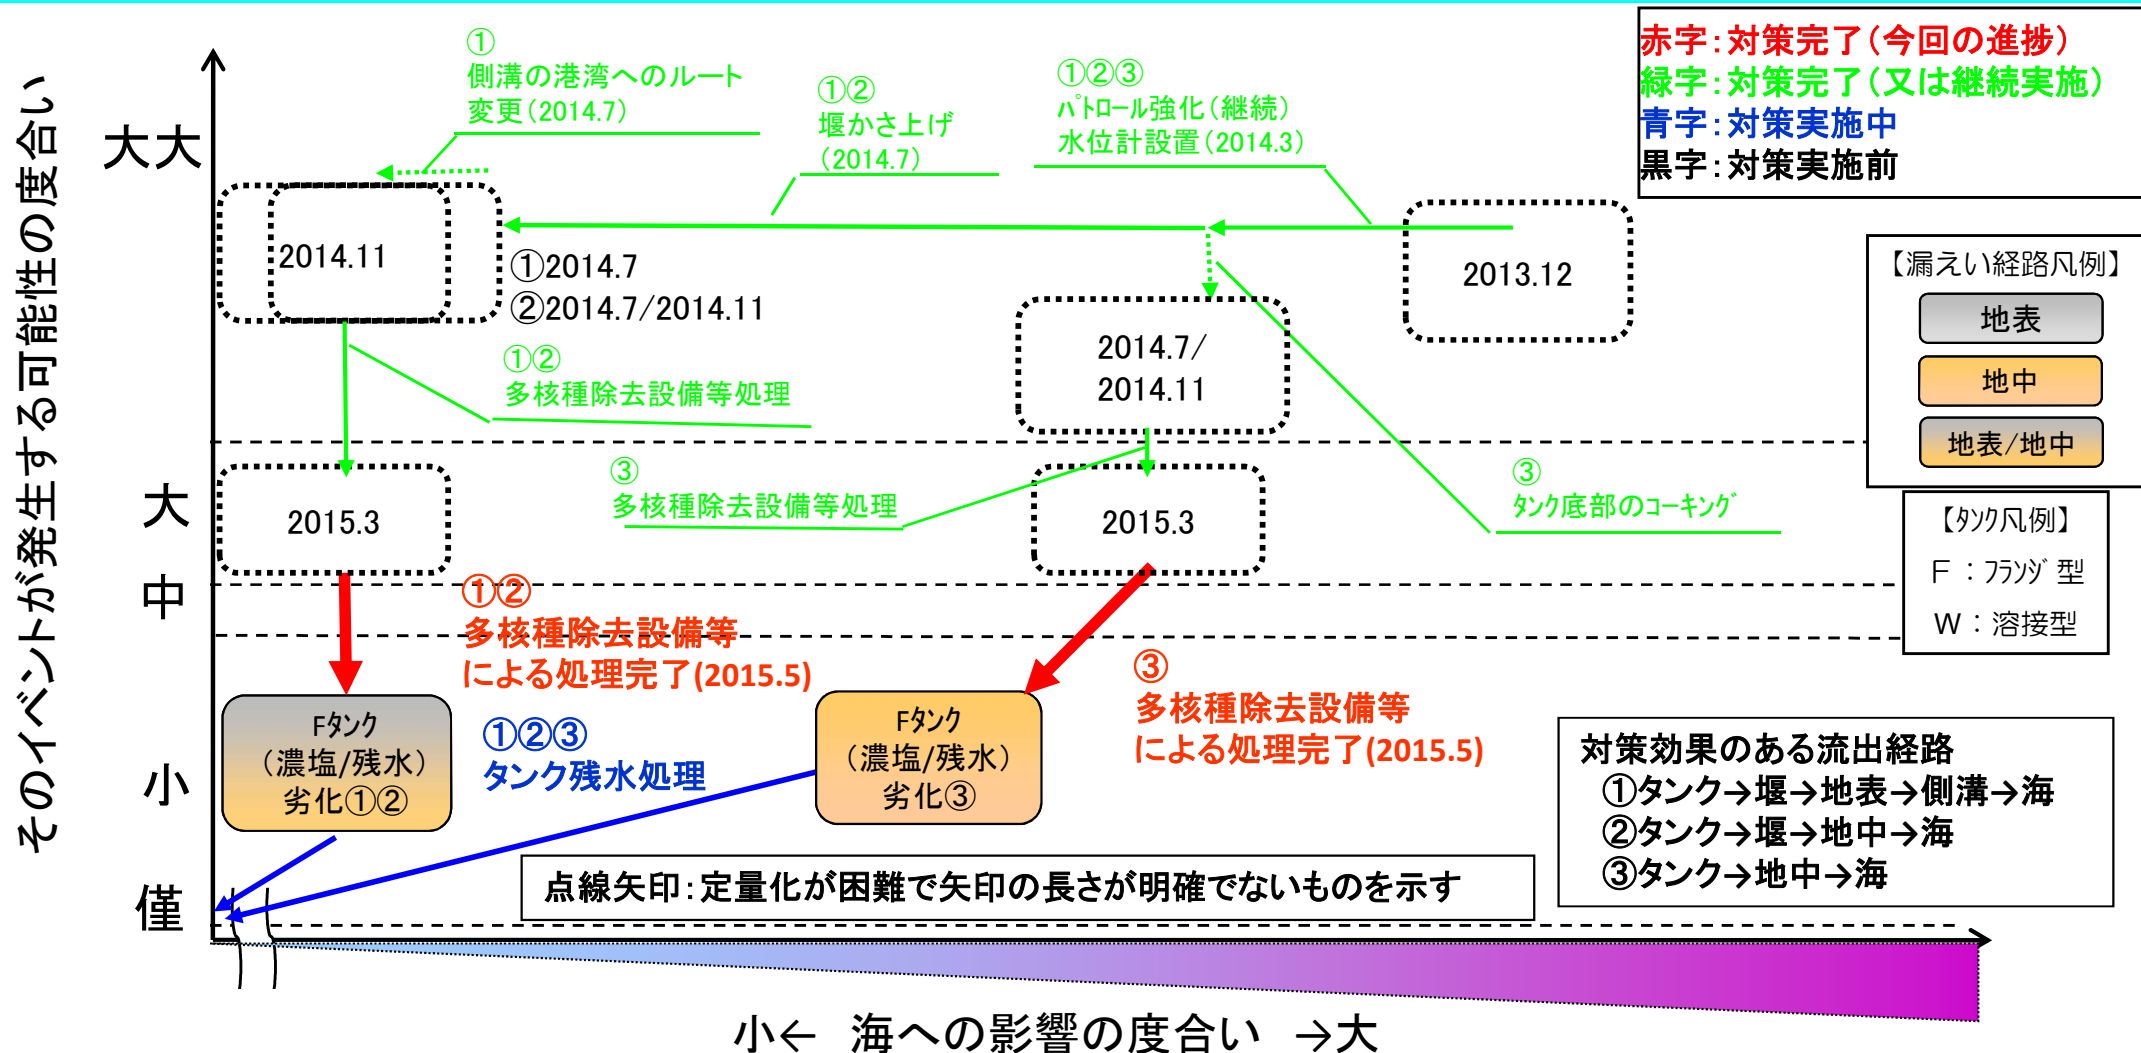 そのイベントが発生する可能性の度合い
大大
大
中
小
僅
①
側溝の港湾へのルート
変更(2014.7)
①②
堰かさ上げ
(2014.7)
①②③
パトロール強化(継続)
水位計設置(2014.3)
赤字:対策完了(今回の進捗)
緑字:対策完了(又は継続実施)
青字:対策実施中
黒字:対策実施前
2014.11
①2014.7
②2014.7/2014.11
2013.12
2014.7/
2014.11
【漏えい経路凡例】
地表
地中
地表/地中
①②
多核種除去設備等処理
③
多核種除去設備等処理
③
タンク底部のコーキング
2015.3
2015.3
【タンク凡例】
F:フランジ型
W:溶接型
①②
多核種除去設備等
による処理完了(2015.5)
③
多核種除去設備等
による処理完了(2015.5)
Fタンク
(濃塩/残水)
劣化①②
①②③
タンク残水処理
Fタンク
(濃塩/残水)
劣化③
対策効果のある流出経路
①タンク→堰→地表→側溝→海
②タンク→堰→地中→海
③タンク→地中→海
点線矢印:定量化が困難で矢印の長さが明確でないものを示す
小← 海への影響の度合い →大